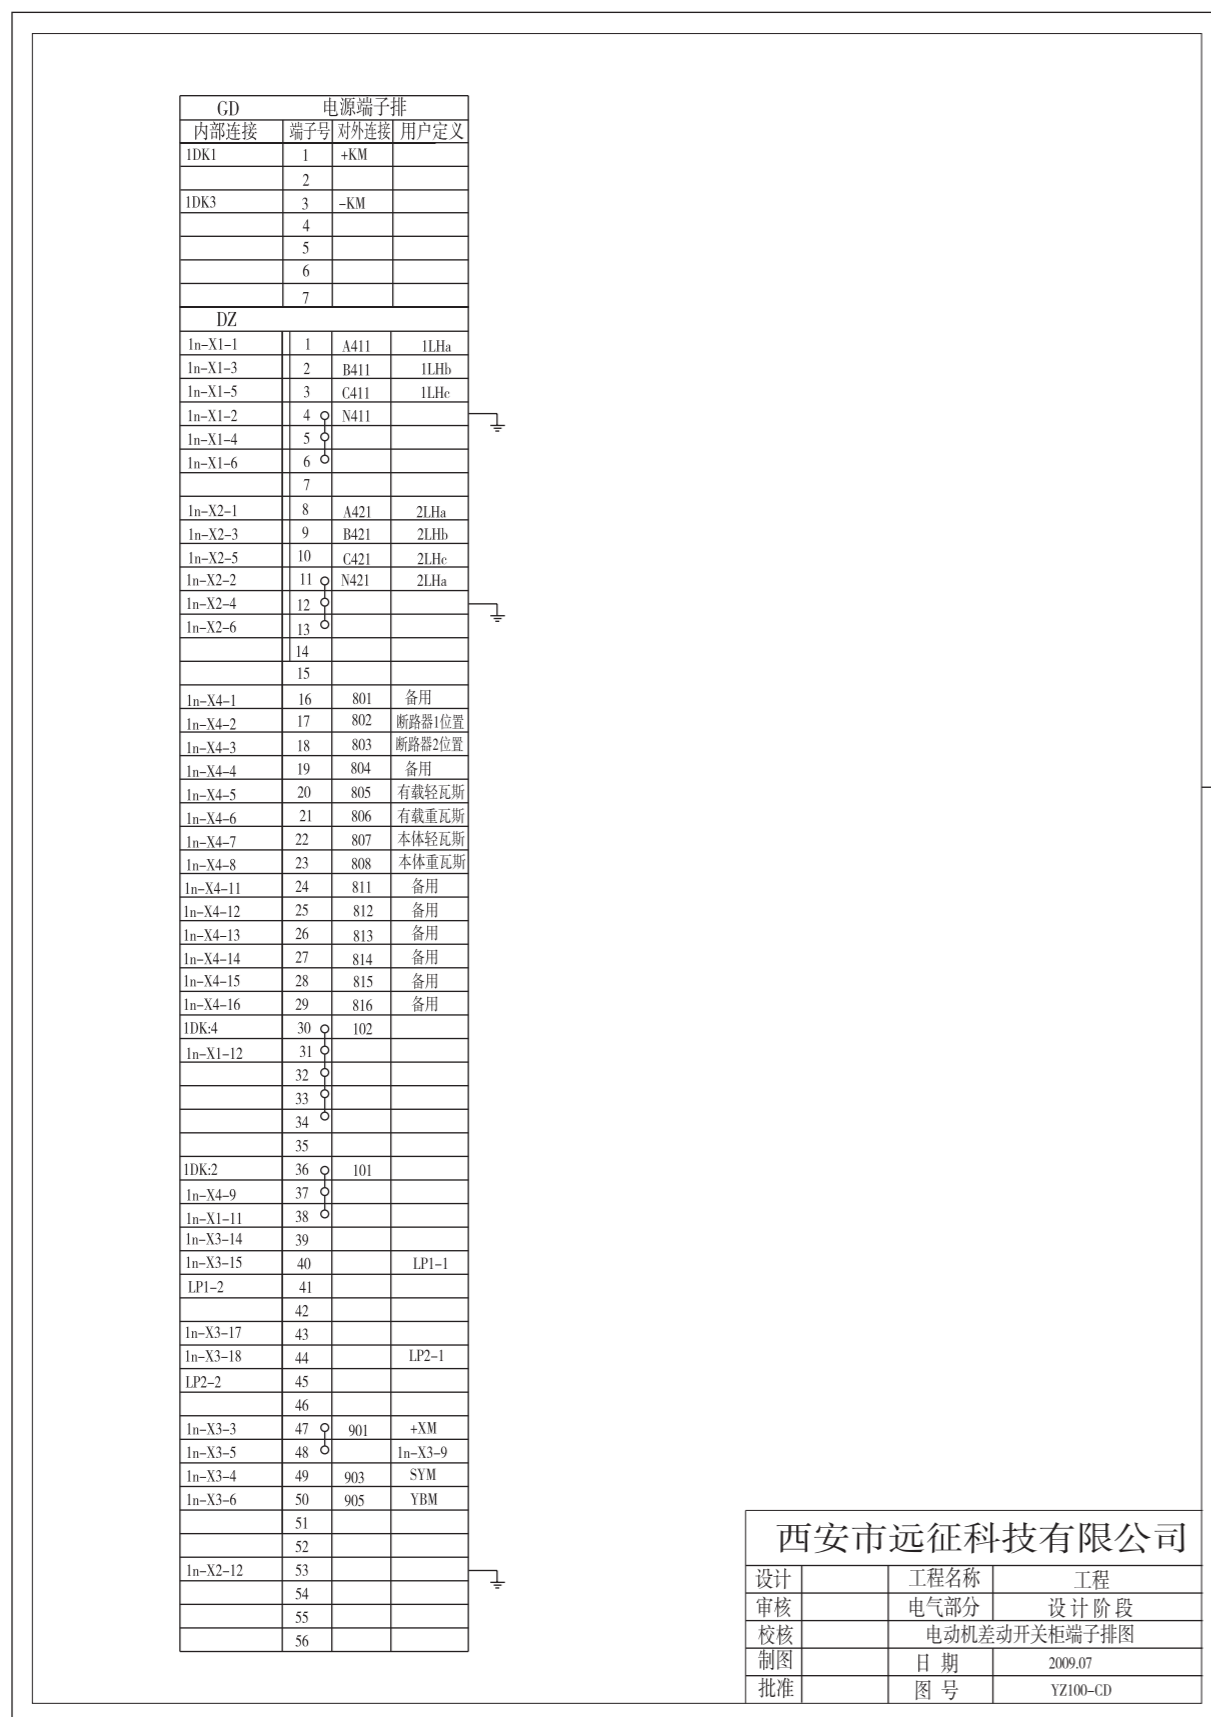 GD 电源端子排
内部连接 端子号 对外连接 用户定义
1DK1 1 +KM
2
1DK3 3 -KM
4
5
6
7
DZ
1n-X1-1 1 A411 1LHa
1n-X1-3 2 B411 1LHb
1n-X1-5 3 C411 1LHc
1n-X1-2 4 N411
1n-X1-4 5
1n-X1-6 6
7
1n-X2-1 8 A421 2LHa
1n-X2-3 9 B421 2LHb
1n-X2-5 10 C421 2LHc
1n-X2-2 11 N421 2LHa
1n-X2-4 12
1n-X2-6 13
14
15
1n-X4-1 16 801 备用
1n-X4-2 17 802 断路器1位置
1n-X4-3 18 803 断路器2位置
1n-X4-4 19 804 备用
1n-X4-5 20 805 有载轻瓦斯
1n-X4-6 21 806 有载重瓦斯
1n-X4-7 22 807 本体轻瓦斯
1n-X4-8 23 808 本体重瓦斯
1n-X4-11 24 811 备用
1n-X4-12 25 812 备用
1n-X4-13 26 813 备用
1n-X4-14 27 814 备用
1n-X4-15 28 815 备用
1n-X4-16 29 816 备用
1DK:4 30 102
1n-X1-12 31
32
33
34
35
1DK:2 36 101
1n-X4-9 37
1n-X1-11 38
1n-X3-14 39
1n-X3-15 40 LP1-1
LP1-2 41
42
1n-X3-17 43
1n-X3-18 44 LP2-1
LP2-2 45
46
1n-X3-3 47 901 +XM
1n-X3-5 48 1n-X3-9
1n-X3-4 49 903 SYM
1n-X3-6 50 905 YBM
51
52
1n-X2-12 53
54
55
56
西安市远征科技有限公司
设计 工程名称 工程
审核 电气部分 设计阶段
校核 电动机差动开关柜端子排图
制图 日 期 2009.07
批准 图 号 YZ100-CD